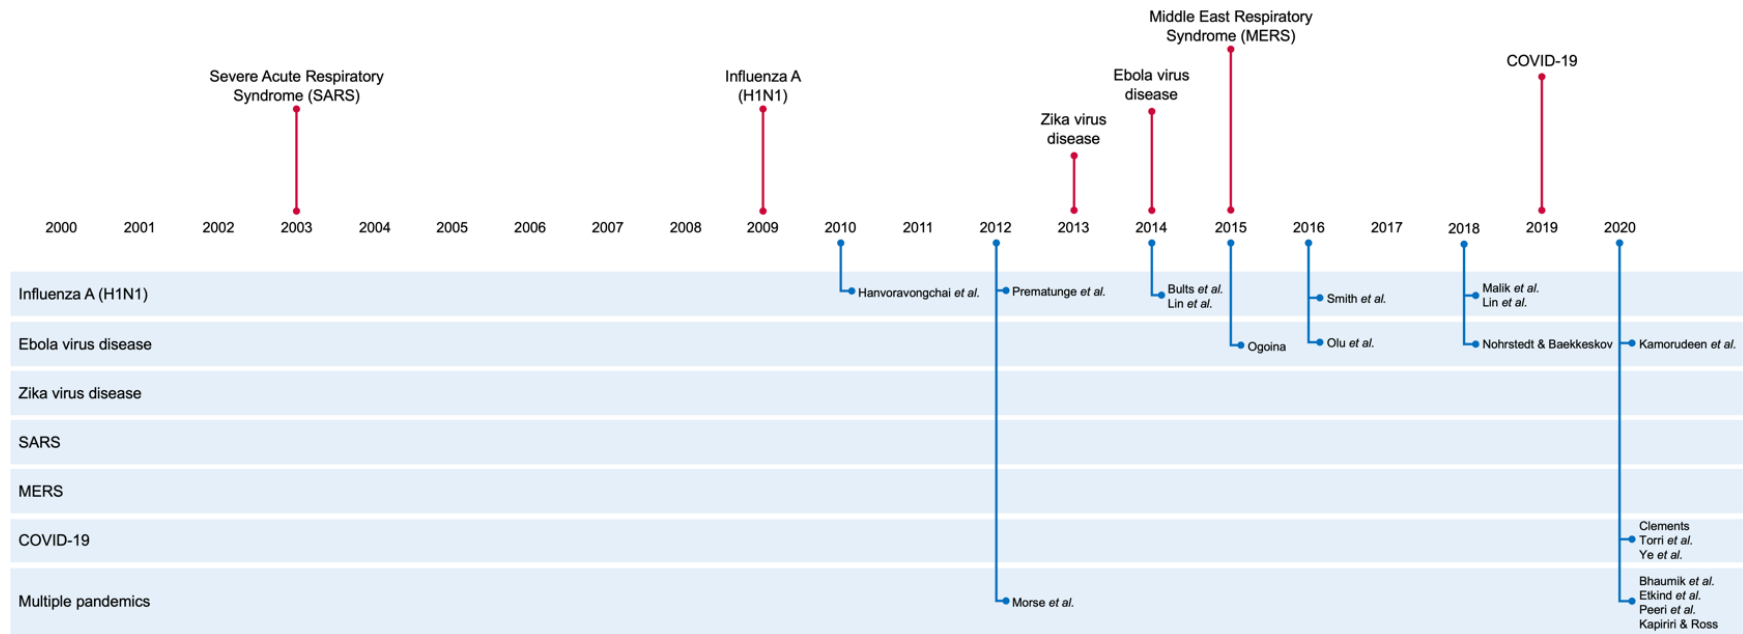 Middle East Respiratory
Syndrome (MERS)
COVID-19
Severe Acute Respiratory
Syndrome (SARS)
Influenza A
(H1N1)
Ebola virus
disease
Zika virus
disease
2000 2001 2002 2003 2004 2005 2006 2007 2008 2009 2010 2011 2012 2013 2014 2015 2016 2017 2018 2019 2020
Influenza A (H1N1)
Hanvoravongchai et al.
Prematunge et al.
Bults et al.
Lin et al.
Smith et al.
Malik et al.
Lin et al.
Ebola virus disease
Ogoina
Olu et al.
Nohrstedt & Baekkeskov
Kamorudeen et al.
Zika virus disease
SARS
MERS
COVID-19
Clements
Torri et al.
Ye et al.
Multiple pandemics
Morse et al.
Bhaumik et al.
Etkind et al.
Peeri et al.
Kapiriri & Ross